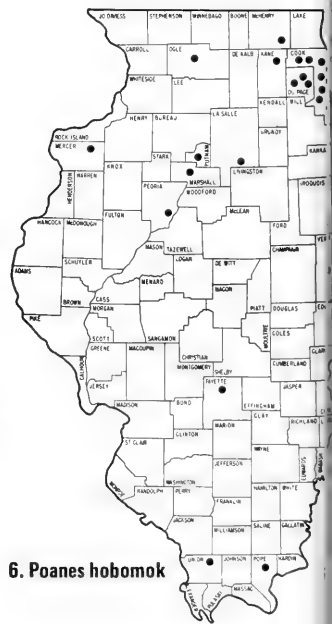 JO DAVIESS STEPHENSON WINNEBAGO BOONE McHENRY LAKE
CARROLL OGLE DE KALB KANE COOK
DU PAGE
WHITESIDE LEE
KENDALL WILL
HENRY BUREAU LA SALLE
GRUNDY
ROCK ISLAND
MERCER PUTNAM
STARK
KNOX MARSHALL LIVINGSTON
HENDERSON WARREN PEORIA WOODFORD IROQUOIS
FULTON McLEAN
HANCOCK McDONOUGH FORD
MASON TAZEWELL
LOGAN CHAMPAIGN
ADAMS SCHUYLER DE WITT
MENARD
BROWN CASS MACON PIATT
MORGAN DOUGLAS
PIKE MOULTRIE
SCOTT SANGAMON COLES
GREENE MACOUPIN CHRISTIAN
CALHOUN MONTGOMERY SHELBY CUMBERLAND
JERSEY FAYETTE JASPER
EFFINGHAM
MADISON BOND CLAY RICHLAND
MARION
CLINTON
ST CLAIR WAYNE
EDWARDS WABASH
JEFFERSON
WASHINGTON
MONROE RANDOLPH PERRY HAMILTON WHITE
FRANKLIN
JACKSON
WILLIAMSON SALINE GALLATIN
UNION JOHNSON POPE HARDIN
MASSAC
PULASKI
6. Poanes hobomok